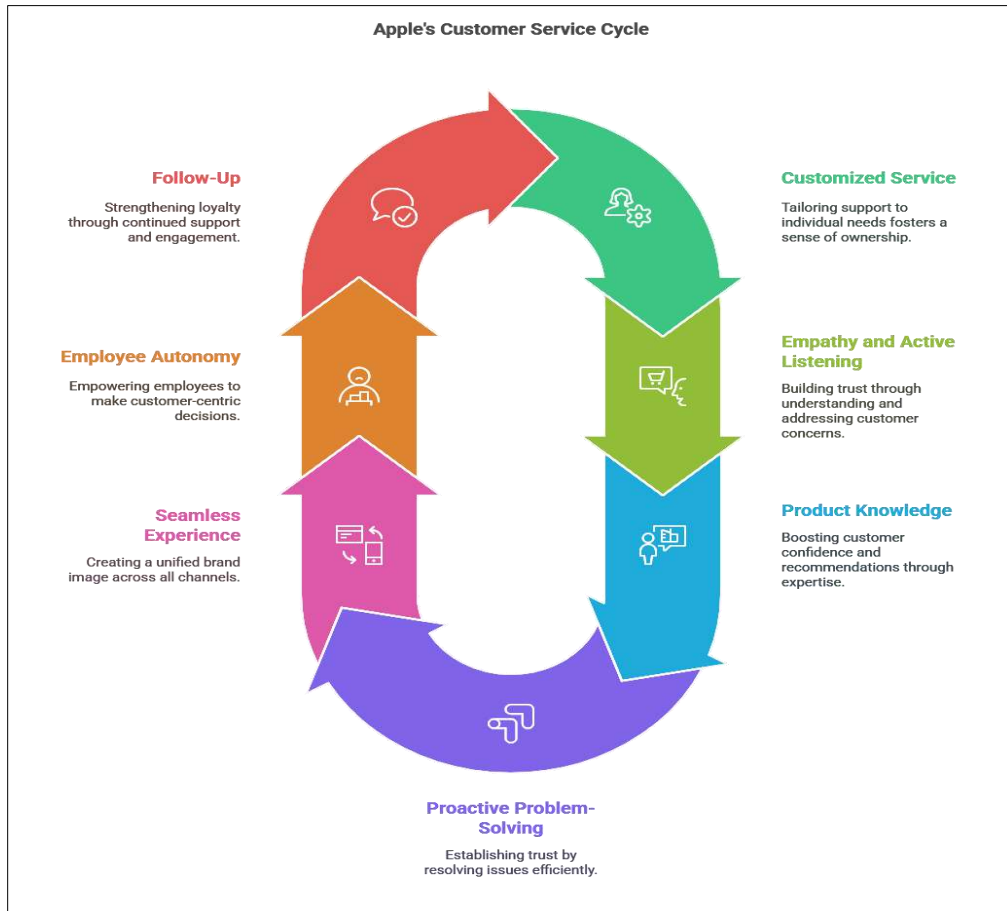 Apple's Customer Service Cycle
Follow-Up
Strengthening loyalty
through continued support
and engagement.
Customized Service
Tailoring support to
individual needs fosters a
sense of ownership.
Employee Autonomy
Empowering employees to
make customer-centric
decisions.
Empathy and Active
Listening
Building trust through
understanding and
addressing customer
concerns.
Seamless
Experience
Creating a unified brand
image across all channels.
Product Knowledge
Boosting customer
confidence and
recommendations through
expertise.
Proactive Problem-
Solving
Establishing trust by
resolving issues efficiently.